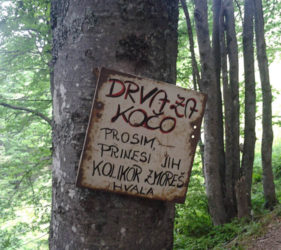 DRVA ZA
KOČO
PROSIM,
PRINESI JIH
KOLIKOR ZMOREŠ
HVALA